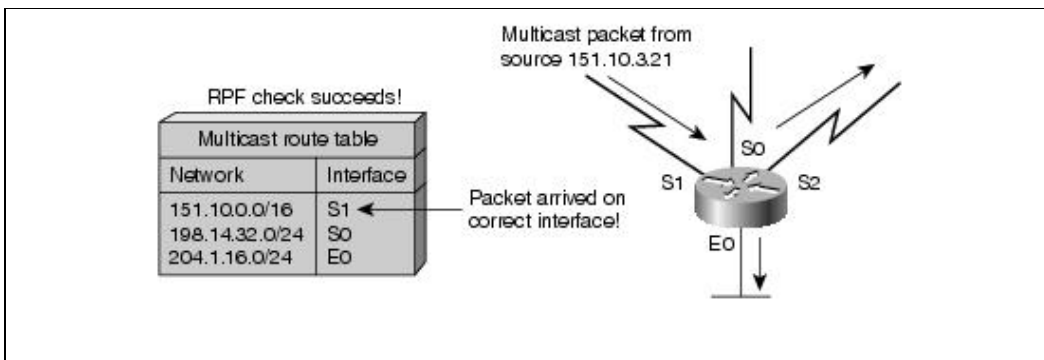 Multicast packet from
source 151.10.3.21
RPF check succeeds!
Multicast route table
Network Interface
151.10.0.0/16 S1
198.14.32.0/24 S0
204.1.16.0/24 E0
Packet arrived on
correct interface!
S0
S1
S2
E0